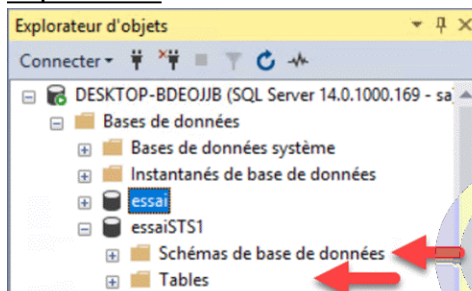 Explorateur d'objets
Connecter
DESKTOP-BDEOJJB (SQL Server 14.0.1000.169 - sa
Bases de données
Bases de données système
Instantanés de base de données
essai
essaiSTS1
Schémas de base de données
Tables